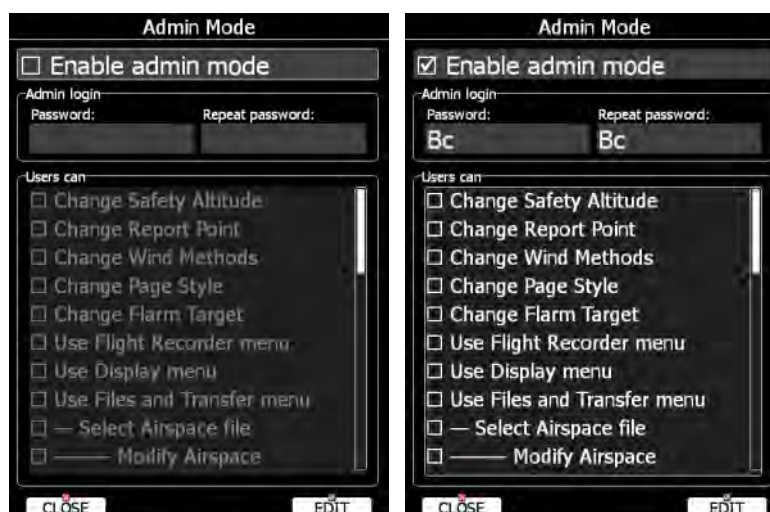 Admin Mode
Enable admin mode
Admin login
Password: Repeat password:
Users can
Change Safety Altitude
Change Report Point
Change Wind Methods
Change Page Style
Change Flarm Target
Use Flight Recorder menu
Use Display menu
Use Files and Transfer menu
— Select Airspace file
——— Modify Airspace
CLOSE EDIT
Admin Mode
Enable admin mode
Admin login
Password: Repeat password:
Bc Bc
Users can
Change Safety Altitude
Change Report Point
Change Wind Methods
Change Page Style
Change Flarm Target
Use Flight Recorder menu
Use Display menu
Use Files and Transfer menu
— Select Airspace file
——— Modify Airspace
CLOSE EDIT